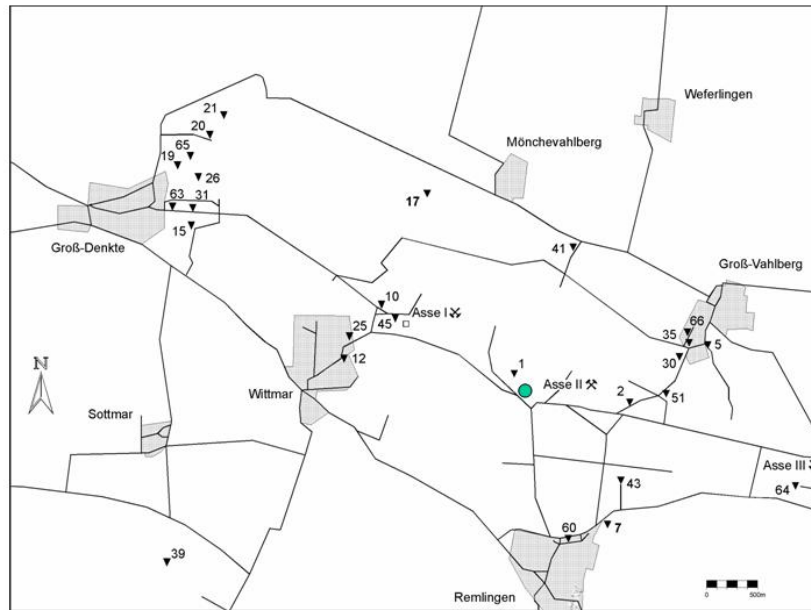 Weferlingen
21
20
Mönchevahlberg
65
19
26
17
63
31
15
41
Groß-Denkte
Groß-Vahlberg
10
Asse I
45
66
35
25
5
12
30
1
Asse II
N
Wittmar
2
51
Sottmar
Asse III
43
64
7
60
39
Remlingen
0
500m